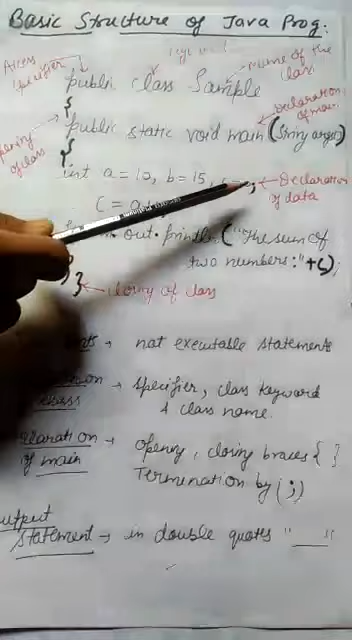 Basic Structure of Java Prog.
Access specifier
name of the class
public class Sample
{
Declaration of main
public static void main (String args[])
opening of class
{
int a = 10, b = 15,
Declaration of data
C = a
out.println ("The sum of
two numbers:" + C);
}
} closing of class
→ not executable statements
class → specifier, class keyword
& class name.
of main → opening, closing braces { }
Termination by (;)
output
statement → in double quotes " __ "